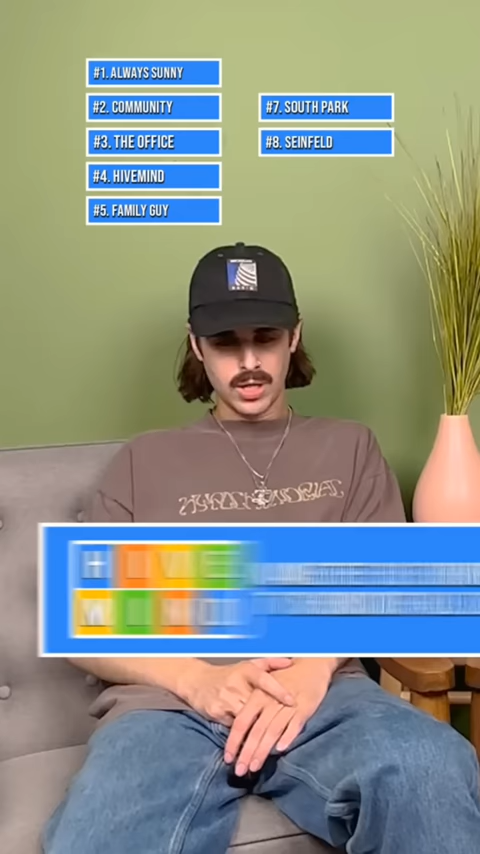 #1. ALWAYS SUNNY
#2. COMMUNITY
#3. THE OFFICE
#4. HIVEMIND
#5. FAMILY GUY
#7. SOUTH PARK
#8. SEINFELD